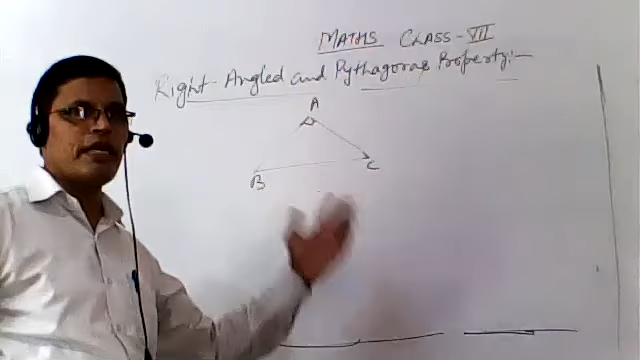 MATHS CLASS - VII
Right-Angled and Pythagoras Property:-
A
B
C